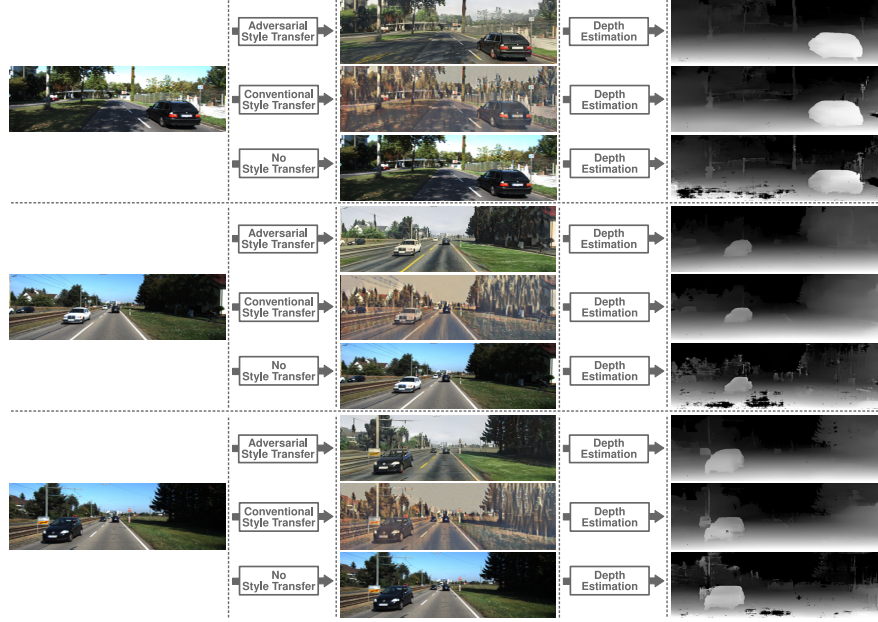 Adversarial
Style Transfer
Depth
Estimation
Conventional
Style Transfer
Depth
Estimation
No
Style Transfer
Depth
Estimation
Adversarial
Style Transfer
Depth
Estimation
Conventional
Style Transfer
Depth
Estimation
No
Style Transfer
Depth
Estimation
Adversarial
Style Transfer
Depth
Estimation
Conventional
Style Transfer
Depth
Estimation
No
Style Transfer
Depth
Estimation